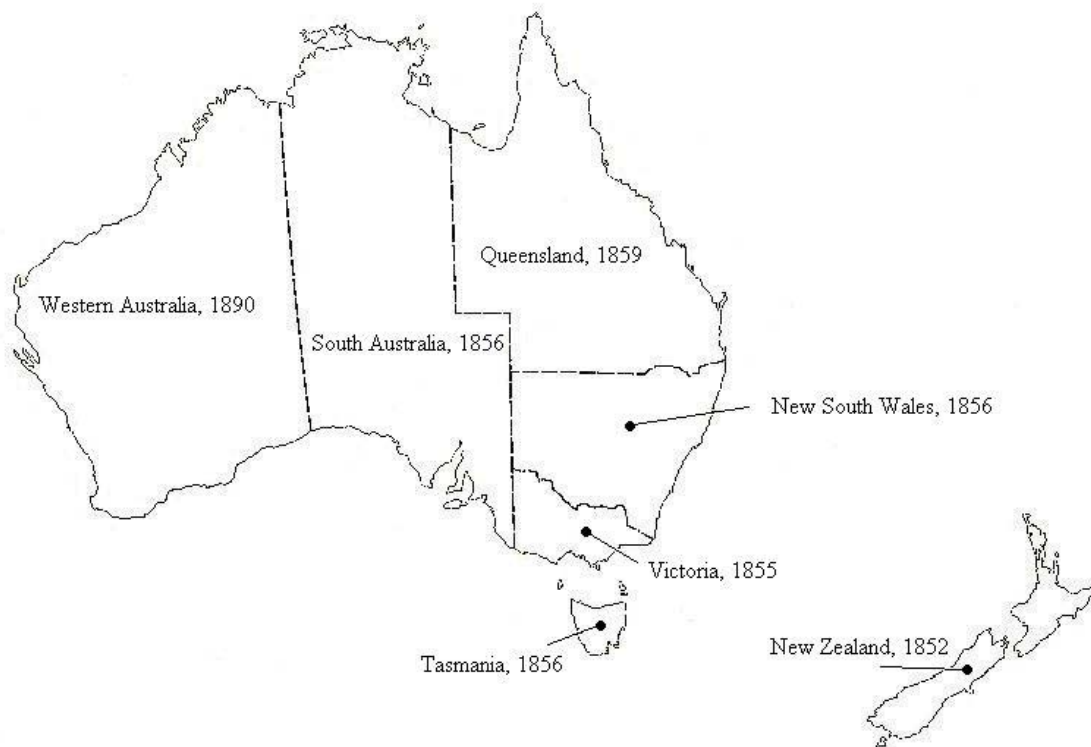 Queensland, 1859
Western Australia, 1890
South Australia, 1856
New South Wales, 1856
Victoria, 1855
New Zealand, 1852
Tasmania, 1856